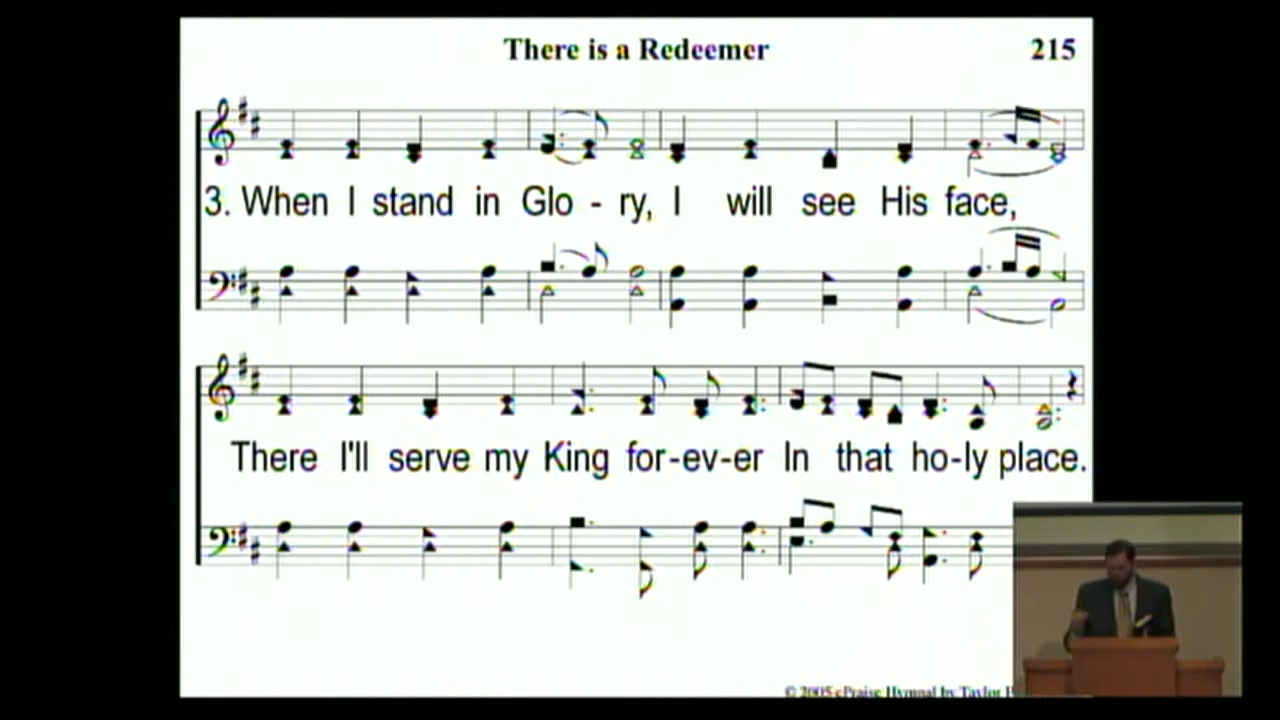 There is a Redeemer 215
3. When I stand in Glo - ry, I will see His face,
There I'll serve my King for-ev-er In that ho-ly place.
© 2005 ePraise Hymnal by Taylor